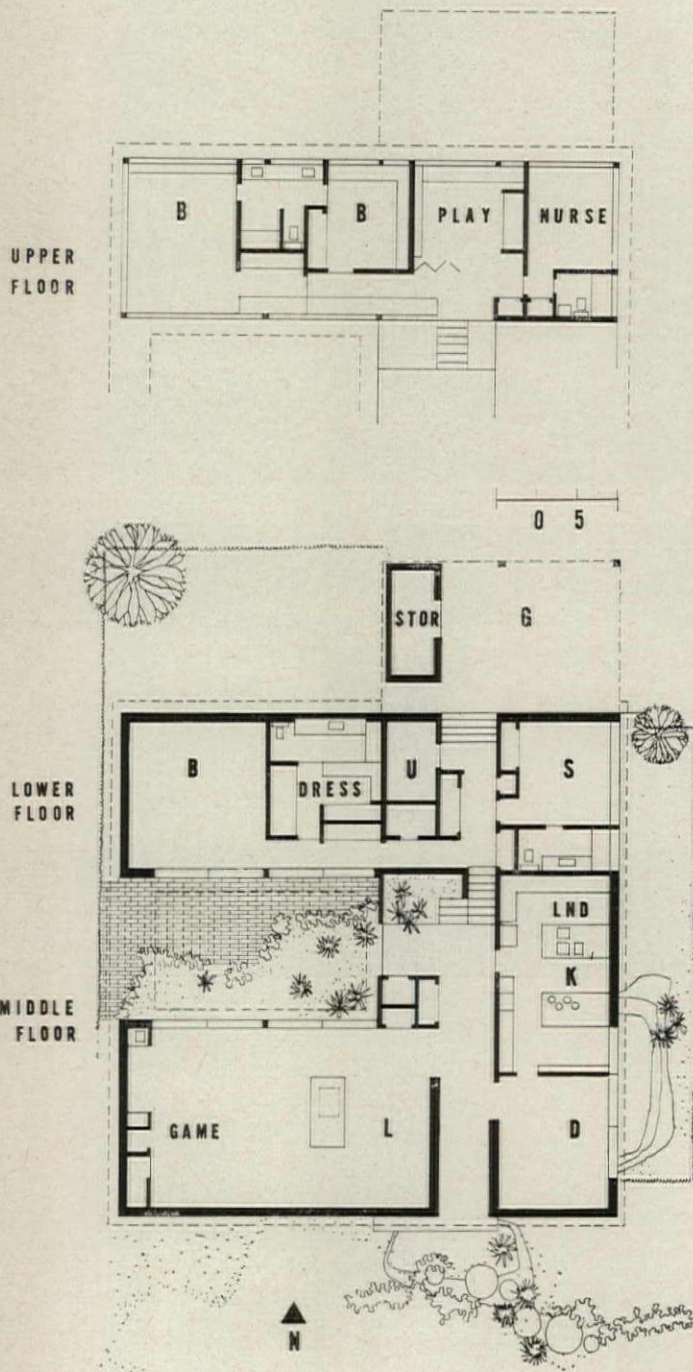 UPPER
FLOOR
B
B
PLAY
NURSE
0 5
STOR
G
LOWER
FLOOR
B
DRESS
U
S
LND
K
MIDDLE
FLOOR
GAME
L
D
N